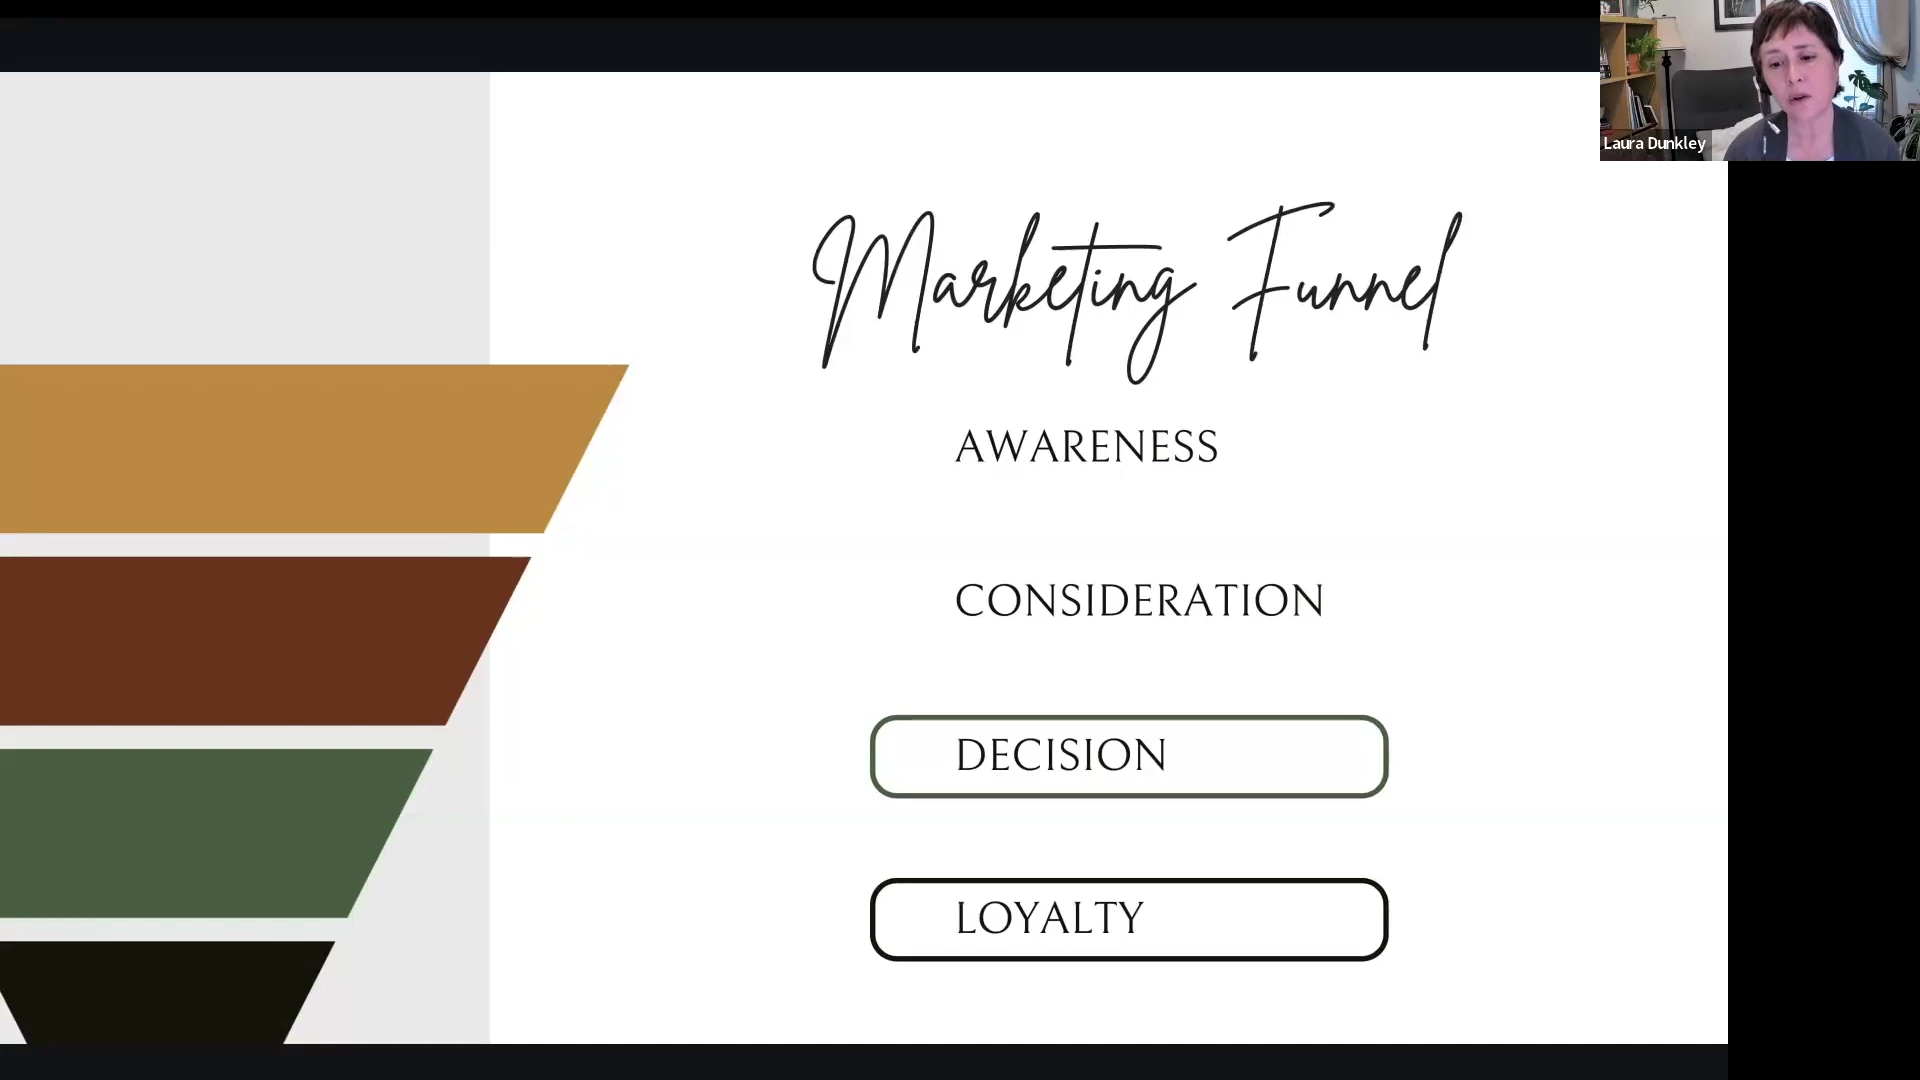 Laura Dunkley
Marketing Funnel
AWARENESS
CONSIDERATION
DECISION
LOYALTY